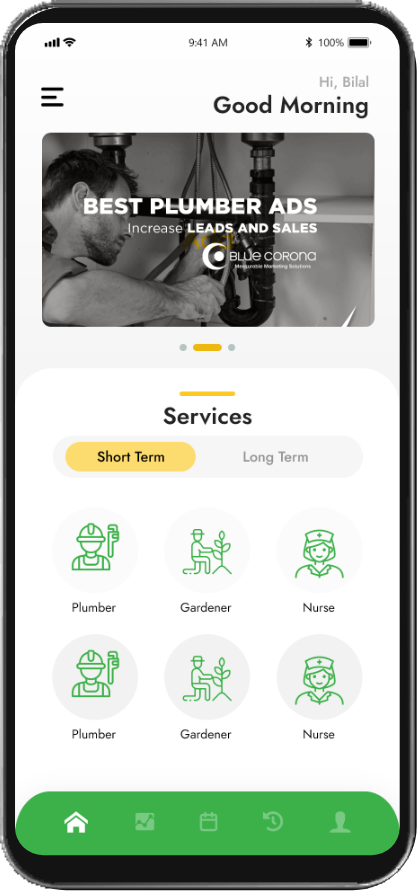 9:41 AM
100%
Hi, Bilal
Good Morning
BEST PLUMBER ADS
Increase LEADS AND SALES
BLUE CORONA
Measurable Marketing Solutions
Services
Short Term
Long Term
Plumber
Gardener
Nurse
Plumber
Gardener
Nurse